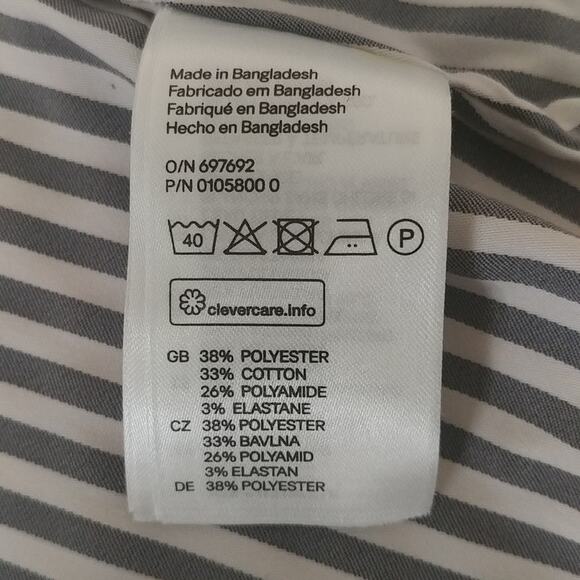 Made in Bangladesh
Fabricado em Bangladesh
Fabriqué en Bangladesh
Hecho en Bangladesh
O/N 697692
P/N 0105800 0
40 P
clevercare.info
GB 38% POLYESTER
33% COTTON
26% POLYAMIDE
3% ELASTANE
CZ 38% POLYESTER
33% BAVLNA
26% POLYAMID
3% ELASTAN
DE 38% POLYESTER